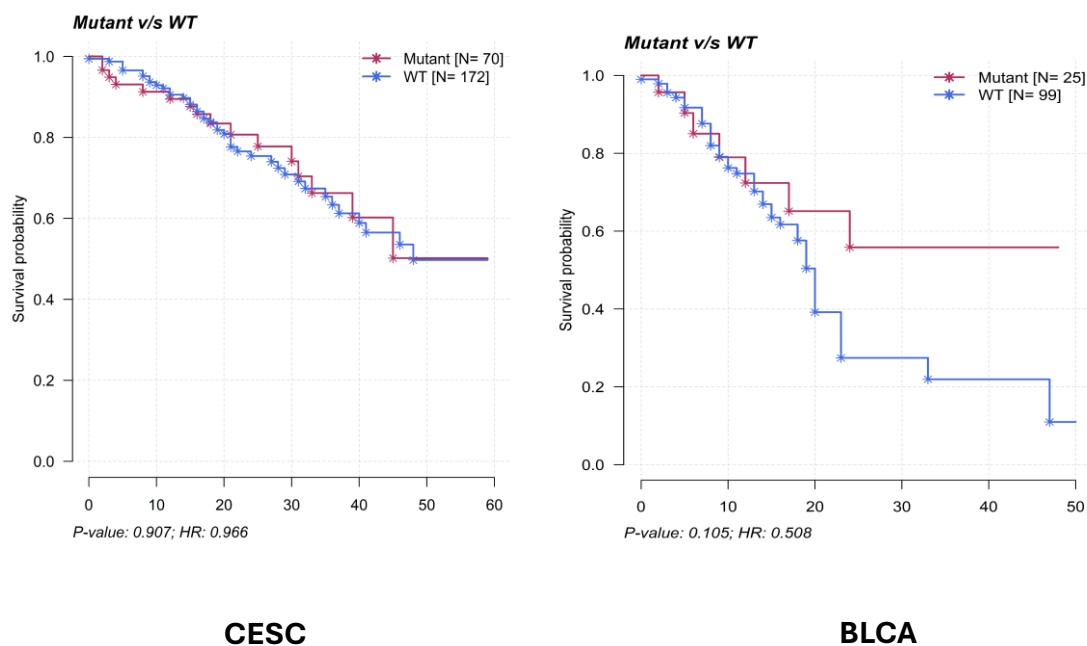 Mutant v/s WT
Mutant [N= 70]
WT [N= 172]
Survival probability
1.0
0.8
0.6
0.4
0.2
0.0
0 10 20 30 40 50 60
P-value: 0.907; HR: 0.966
CESC
Mutant v/s WT
Mutant [N= 25]
WT [N= 99]
Survival probability
1.0
0.8
0.6
0.4
0.2
0.0
0 10 20 30 40 50
P-value: 0.105; HR: 0.508
BLCA